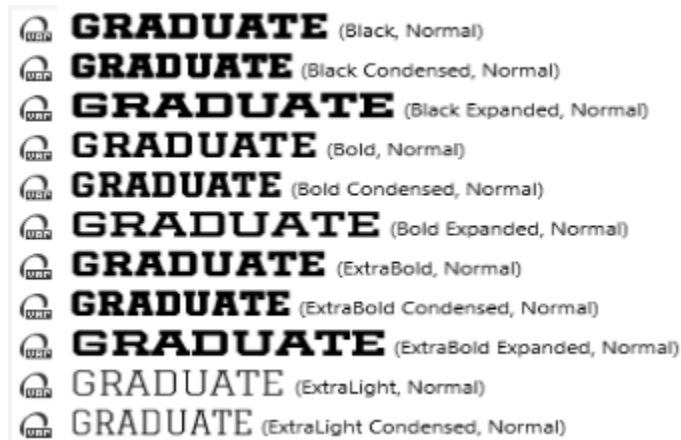 GRADUATE (Black, Normal)
GRADUATE (Black Condensed, Normal)
GRADUATE (Black Expanded, Normal)
GRADUATE (Bold, Normal)
GRADUATE (Bold Condensed, Normal)
GRADUATE (Bold Expanded, Normal)
GRADUATE (ExtraBold, Normal)
GRADUATE (ExtraBold Condensed, Normal)
GRADUATE (ExtraBold Expanded, Normal)
GRADUATE (ExtraLight, Normal)
GRADUATE (ExtraLight Condensed, Normal)